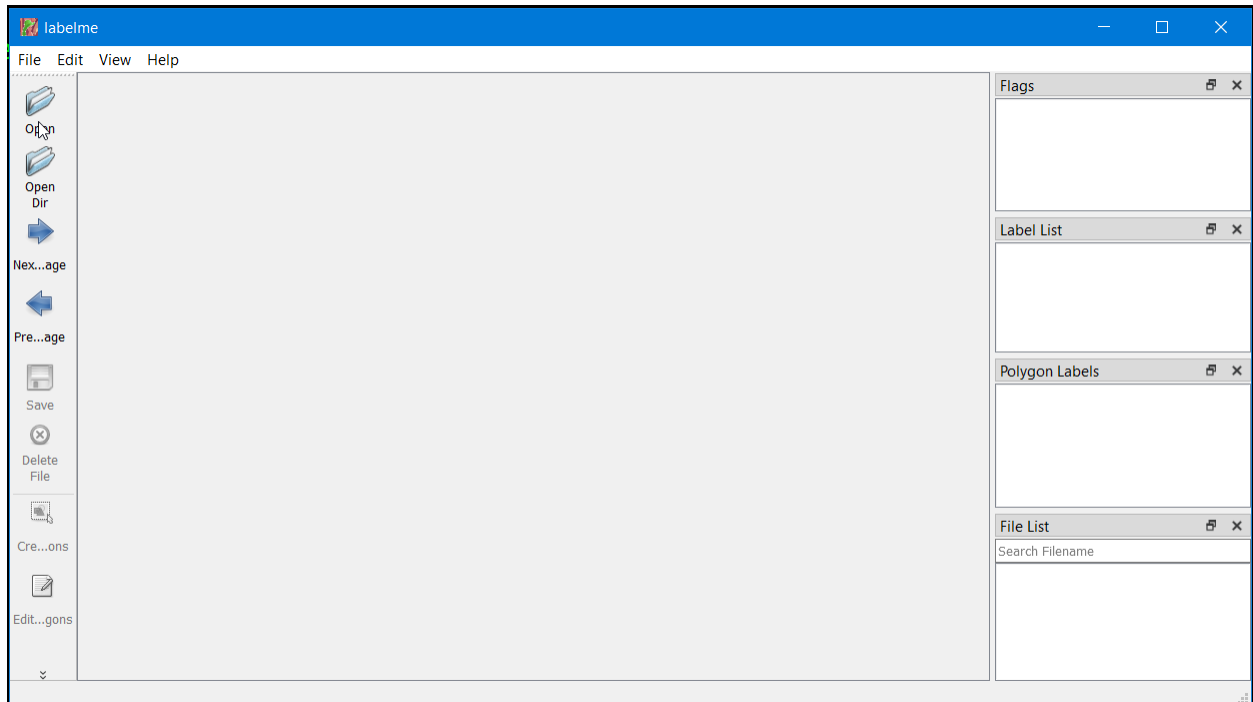 labelme
File Edit View Help
Open
Open
Dir
Nex...age
Pre...age
Save
Delete
File
Cre...ons
Edit...gons
Flags
Label List
Polygon Labels
File List
Search Filename